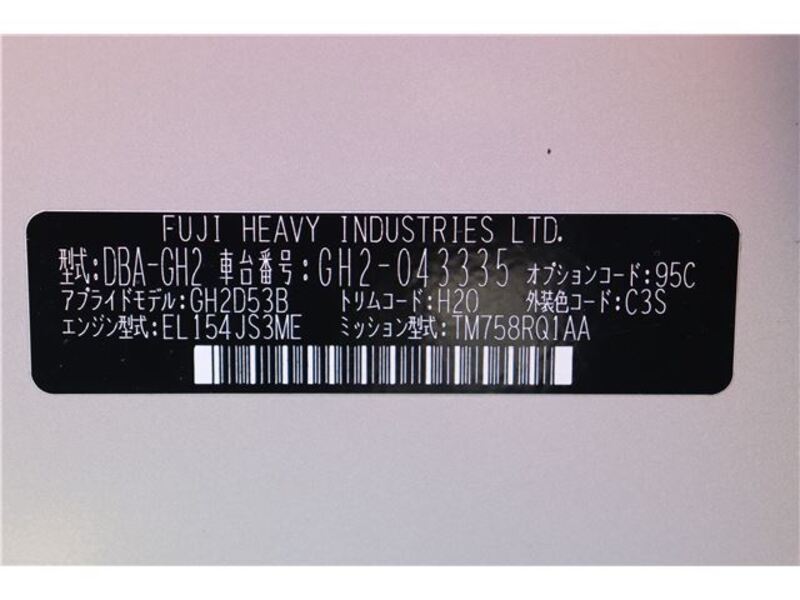 FUJI HEAVY INDUSTRIES LTD.
型式:DBA-GH2 車台番号:GH2-043335 オプションコード:95C
アプライドモデル:GH2D53B トリムコード:H20 外装色コード:C3S
エンジン型式:EL154JS3ME ミッション型式:TM758RQ1AA